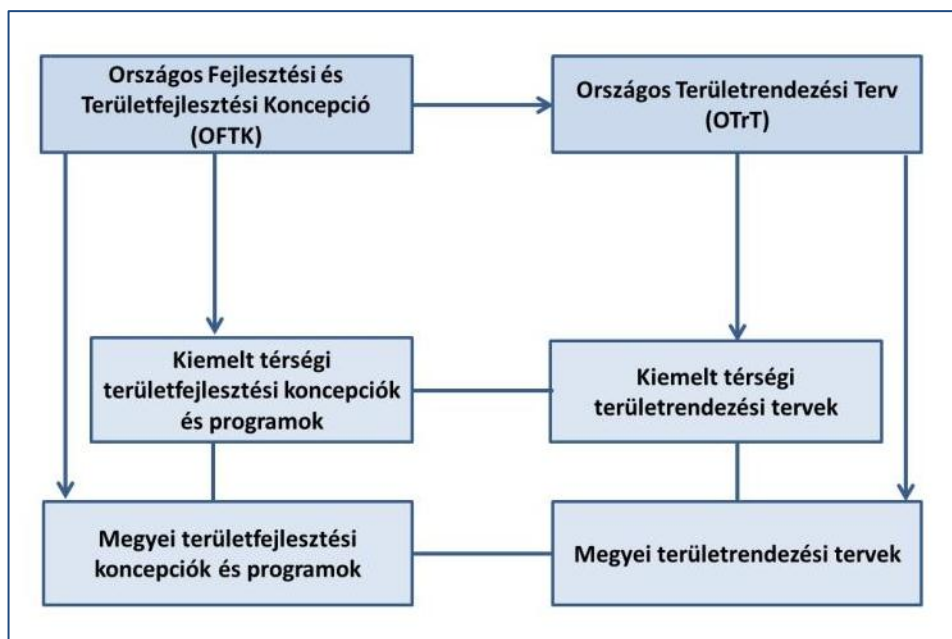 Országos Fejlesztési és
Területfejlesztési Koncepció
(OFTK)
Országos Területrendezési Terv
(OTrT)
Kiemelt térségi
területfejlesztési koncepciók
és programok
Kiemelt térségi
területrendezési tervek
Megyei területfejlesztési
koncepciók és programok
Megyei területrendezési tervek